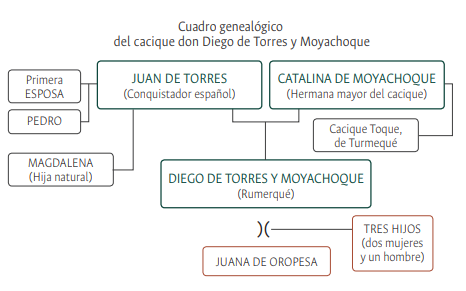 Cuadro genealógico
del cacique don Diego de Torres y Moyachoque
Primera
ESPOSA
PEDRO
JUAN DE TORRES
(Conquistador español)
CATALINA DE MOYACHOQUE
(Hermana mayor del cacique)
Cacique Toque,
de Turmequé
MAGDALENA
(Hija natural)
DIEGO DE TORRES Y MOYACHOQUE
(Rumerqué)
)(
TRES HIJOS
(dos mujeres
y un hombre)
JUANA DE OROPESA